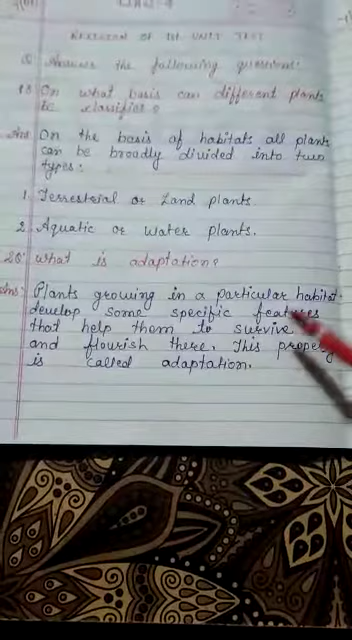 REVISION OF 1st UNIT TEST
Q Answer the following questions:
On what basis can different plants
be classified?
Ans On the basis of habitats all plants
can be broadly divided into two
types:
1. Terrestrial or Land plants.
2. Aquatic or Water plants.
What is adaptation?
Ans: Plants growing in a particular habitat
develop some specific features
that help them to survive
and flourish there. This property
is called adaptation.